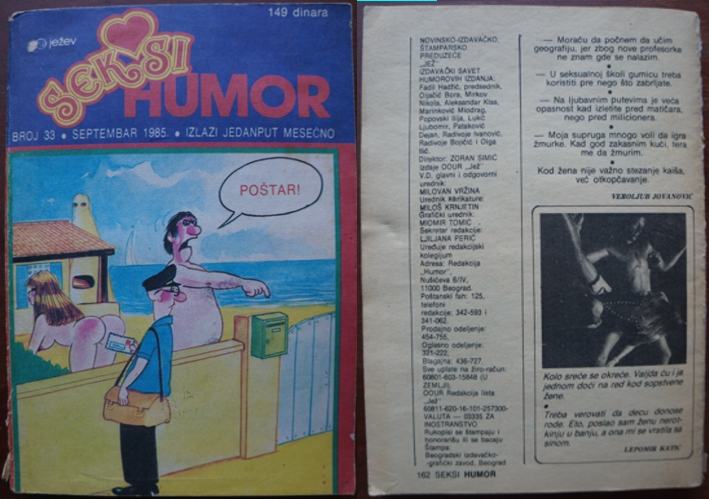 149 dinara
ježev
SEKSI
HUMOR
BROJ 33 • SEPTEMBAR 1985. • IZLAZI JEDANPUT MESEČNO
POŠTAR!
NOVINSKO-IZDAVAČKO,
ŠTAMPARSKO
PREDUZEĆE
„JEŽ”
IZDAVAČKI SAVET
HUMOROVIH IZDANJA:
Fadil Hadžić, predsednik,
Oljačić Bora, Mirkov
Nikola, Aleksandar Klas,
Marinković Miodrag,
Popovski Ilija, Lukić
Ljubomir, Pataković
Dejan, Radivoje Ivanović,
Radivoje Bojičić i Olga
Ilić.
Direktor: ZORAN SIMIĆ
Izdaje OOUR „Jež”
V.D. glavni i odgovorni
urednik:
MILOVAN VRŽINA
Urednik karikature:
MILOŠ KRNJETIN
Grafički urednik:
MIOMIR TOMIĆ
Sekretar redakcije:
LJILJANA PERIĆ
Uređuje redakcijski
kolegijum
Adresa: Redakcija
„Humor”,
Nušićeva 6/IV,
11000 Beograd.
Poštanski fah: 125,
telefoni
redakcije: 342-593 i
341-062.
Prodajno odeljenje:
454-755,
Oglasno odeljenje:
321-222,
Blagajna: 436-727.
Sve uplate na žiro-račun:
60801-603-15848 (U
ZEMLJI),
OOUR Redakcija lista
„Jež”
60811-620-16-101-257300-
VALUTA — 03335 ZA
INOSTRANSTVO
Rukopisi se štampaju i
honorarišu ili se bacaju
Štampa:
Beogradski izdavačko-
-grafički zavod, Beograd
162 SEKSI HUMOR
— Moraću da počnem da učim
geografiju, jer zbog nove profesorke
ne znam gde se nalazim.
•
— U seksualnoj školi gumicu treba
koristiti pre nego što zabrljate.
•
— Na ljubavnim putevima je veća
opasnost kad izletite pred matičara,
nego pred milicionera.
•
— Moja supruga mnogo voli da igra
žmurke. Kad god zakasnim kući, tera
me da žmurim.
•
Kod žena nije važno stezanje kaiša,
već otkopčavanje.
VEROLJUB JOVANOVIĆ
Kolo sreće se okreće. Valjda ću i ja
jednom doći na red kod sopstvene
žene.
•
Treba verovati da decu donose
rode. Eto, poslao sam ženu nerot-
kinju u banju, a ona mi se vratila sa
sinom.
LEPOMIR KATIĆ